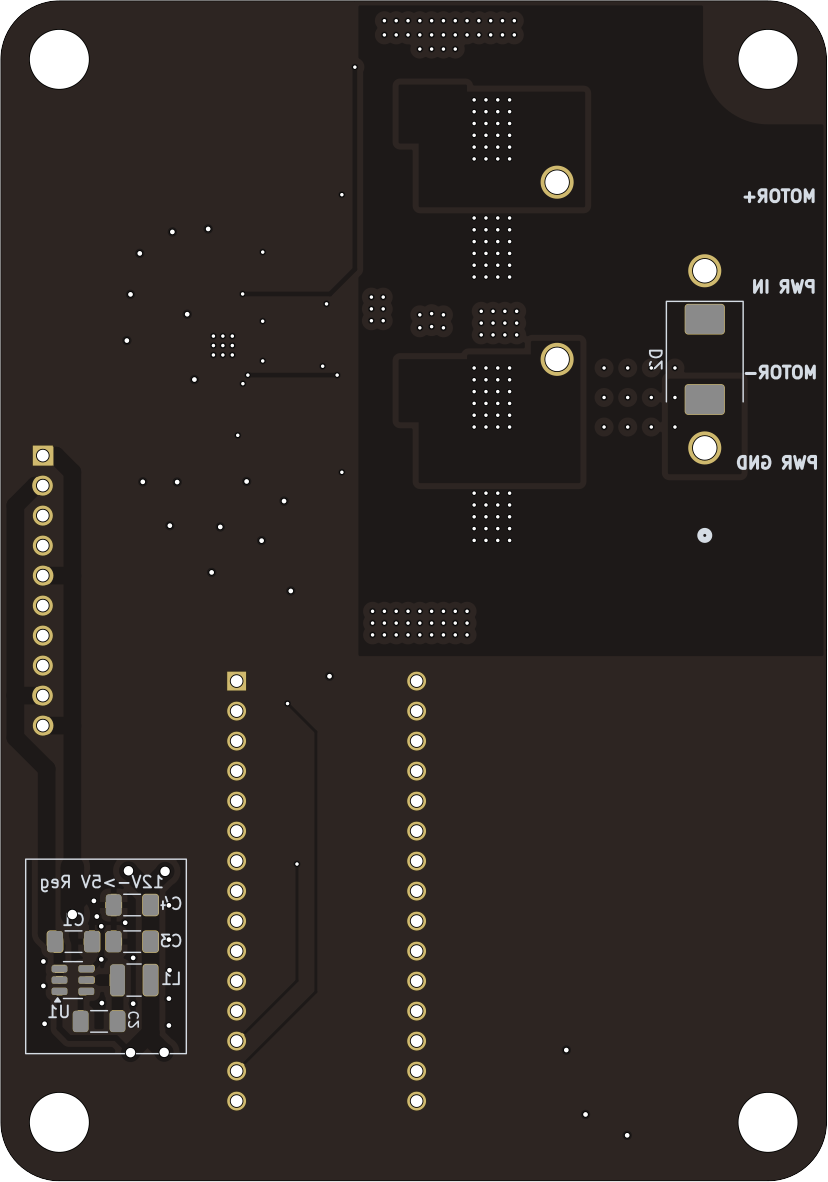 MOTOR+
PWR IN
D2
MOTOR-
PWR GND
12V->5V Reg
C4
C1
C3
L1
U1
C2